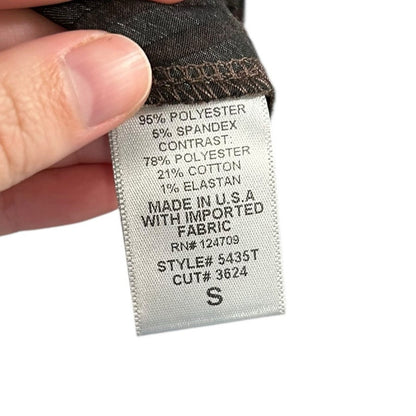 95% POLYESTER
5% SPANDEX
CONTRAST:
78% POLYESTER
21% COTTON
1% ELASTAN
MADE IN U.S.A
WITH IMPORTED
FABRIC
RN# 124709
STYLE# 5435T
CUT# 3624
S